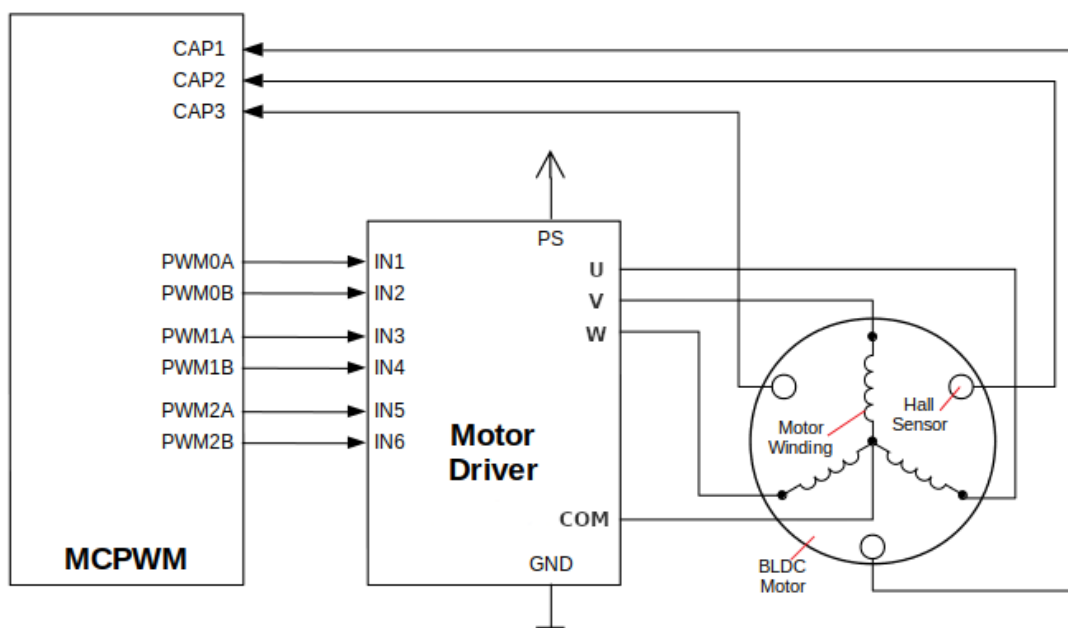 CAP1
CAP2
CAP3
PS
PWM0A
IN1
U
PWM0B
IN2
V
PWM1A
IN3
W
PWM1B
IN4
PWM2A
IN5
PWM2B
IN6
Motor
Driver
Motor
Winding
Hall
Sensor
COM
MCPWM
GND
BLDC
Motor